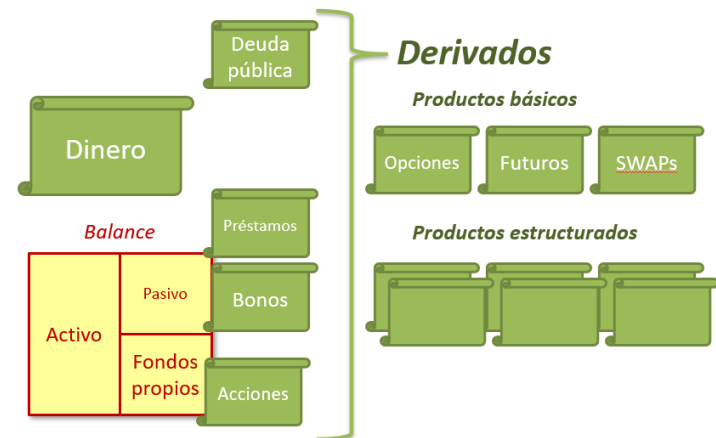 Deuda
pública
Dinero
Balance
Activo
Pasivo
Fondos
propios
Préstamos
Bonos
Acciones
Derivados
Productos básicos
Opciones
Futuros
SWAPs
Productos estructurados